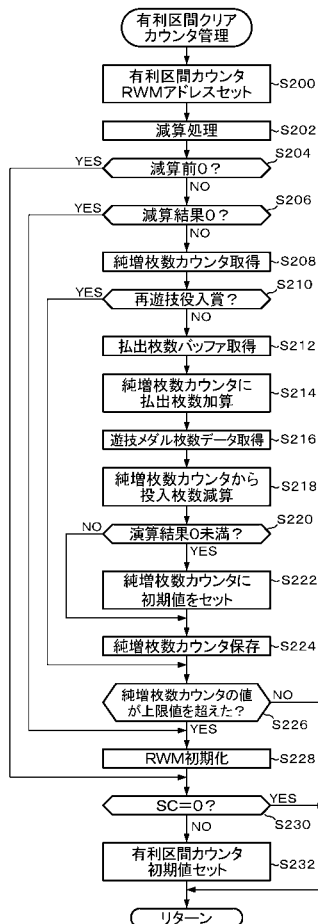 有利区間クリア
カウンタ管理
有利区間カウンタ
RWMアドレスセット
S200
減算処理
S202
S204
YES
減算前0？
NO
S206
YES
減算結果0？
NO
純増枚数カウンタ取得
S208
S210
YES
再遊技役入賞？
NO
払出枚数バッファ取得
S212
純増枚数カウンタに
払出枚数加算
S214
遊技メダル枚数データ取得
S216
純増枚数カウンタから
投入枚数減算
S218
S220
NO
演算結果0未満？
YES
純増枚数カウンタに
初期値をセット
S222
純増枚数カウンタ保存
S224
純増枚数カウンタの値
が上限値を超えた？
NO
S226
YES
RWM初期化
S228
SC=0？
YES
S230
NO
有利区間カウンタ
初期値セット
S232
リターン